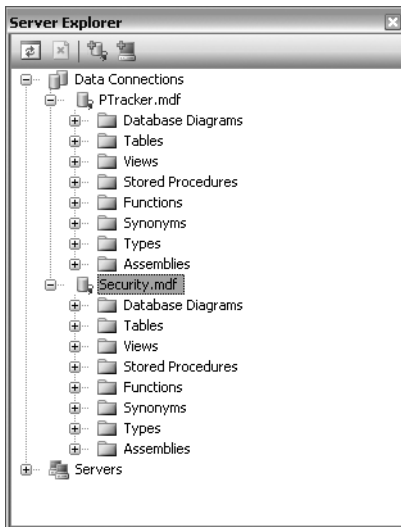 Server Explorer
Data Connections
PTracker.mdf
Database Diagrams
Tables
Views
Stored Procedures
Functions
Synonyms
Types
Assemblies
Security.mdf
Database Diagrams
Tables
Views
Stored Procedures
Functions
Synonyms
Types
Assemblies
Servers